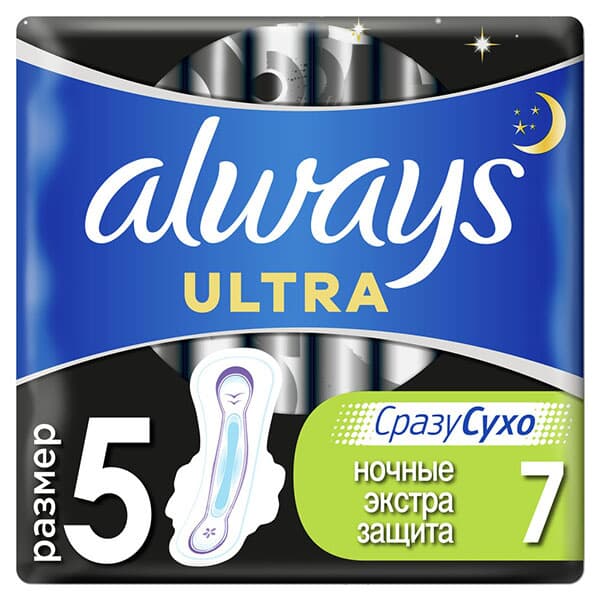 always
ULTRA
размер
5
СразуСухо
ночные
экстра
защита
7